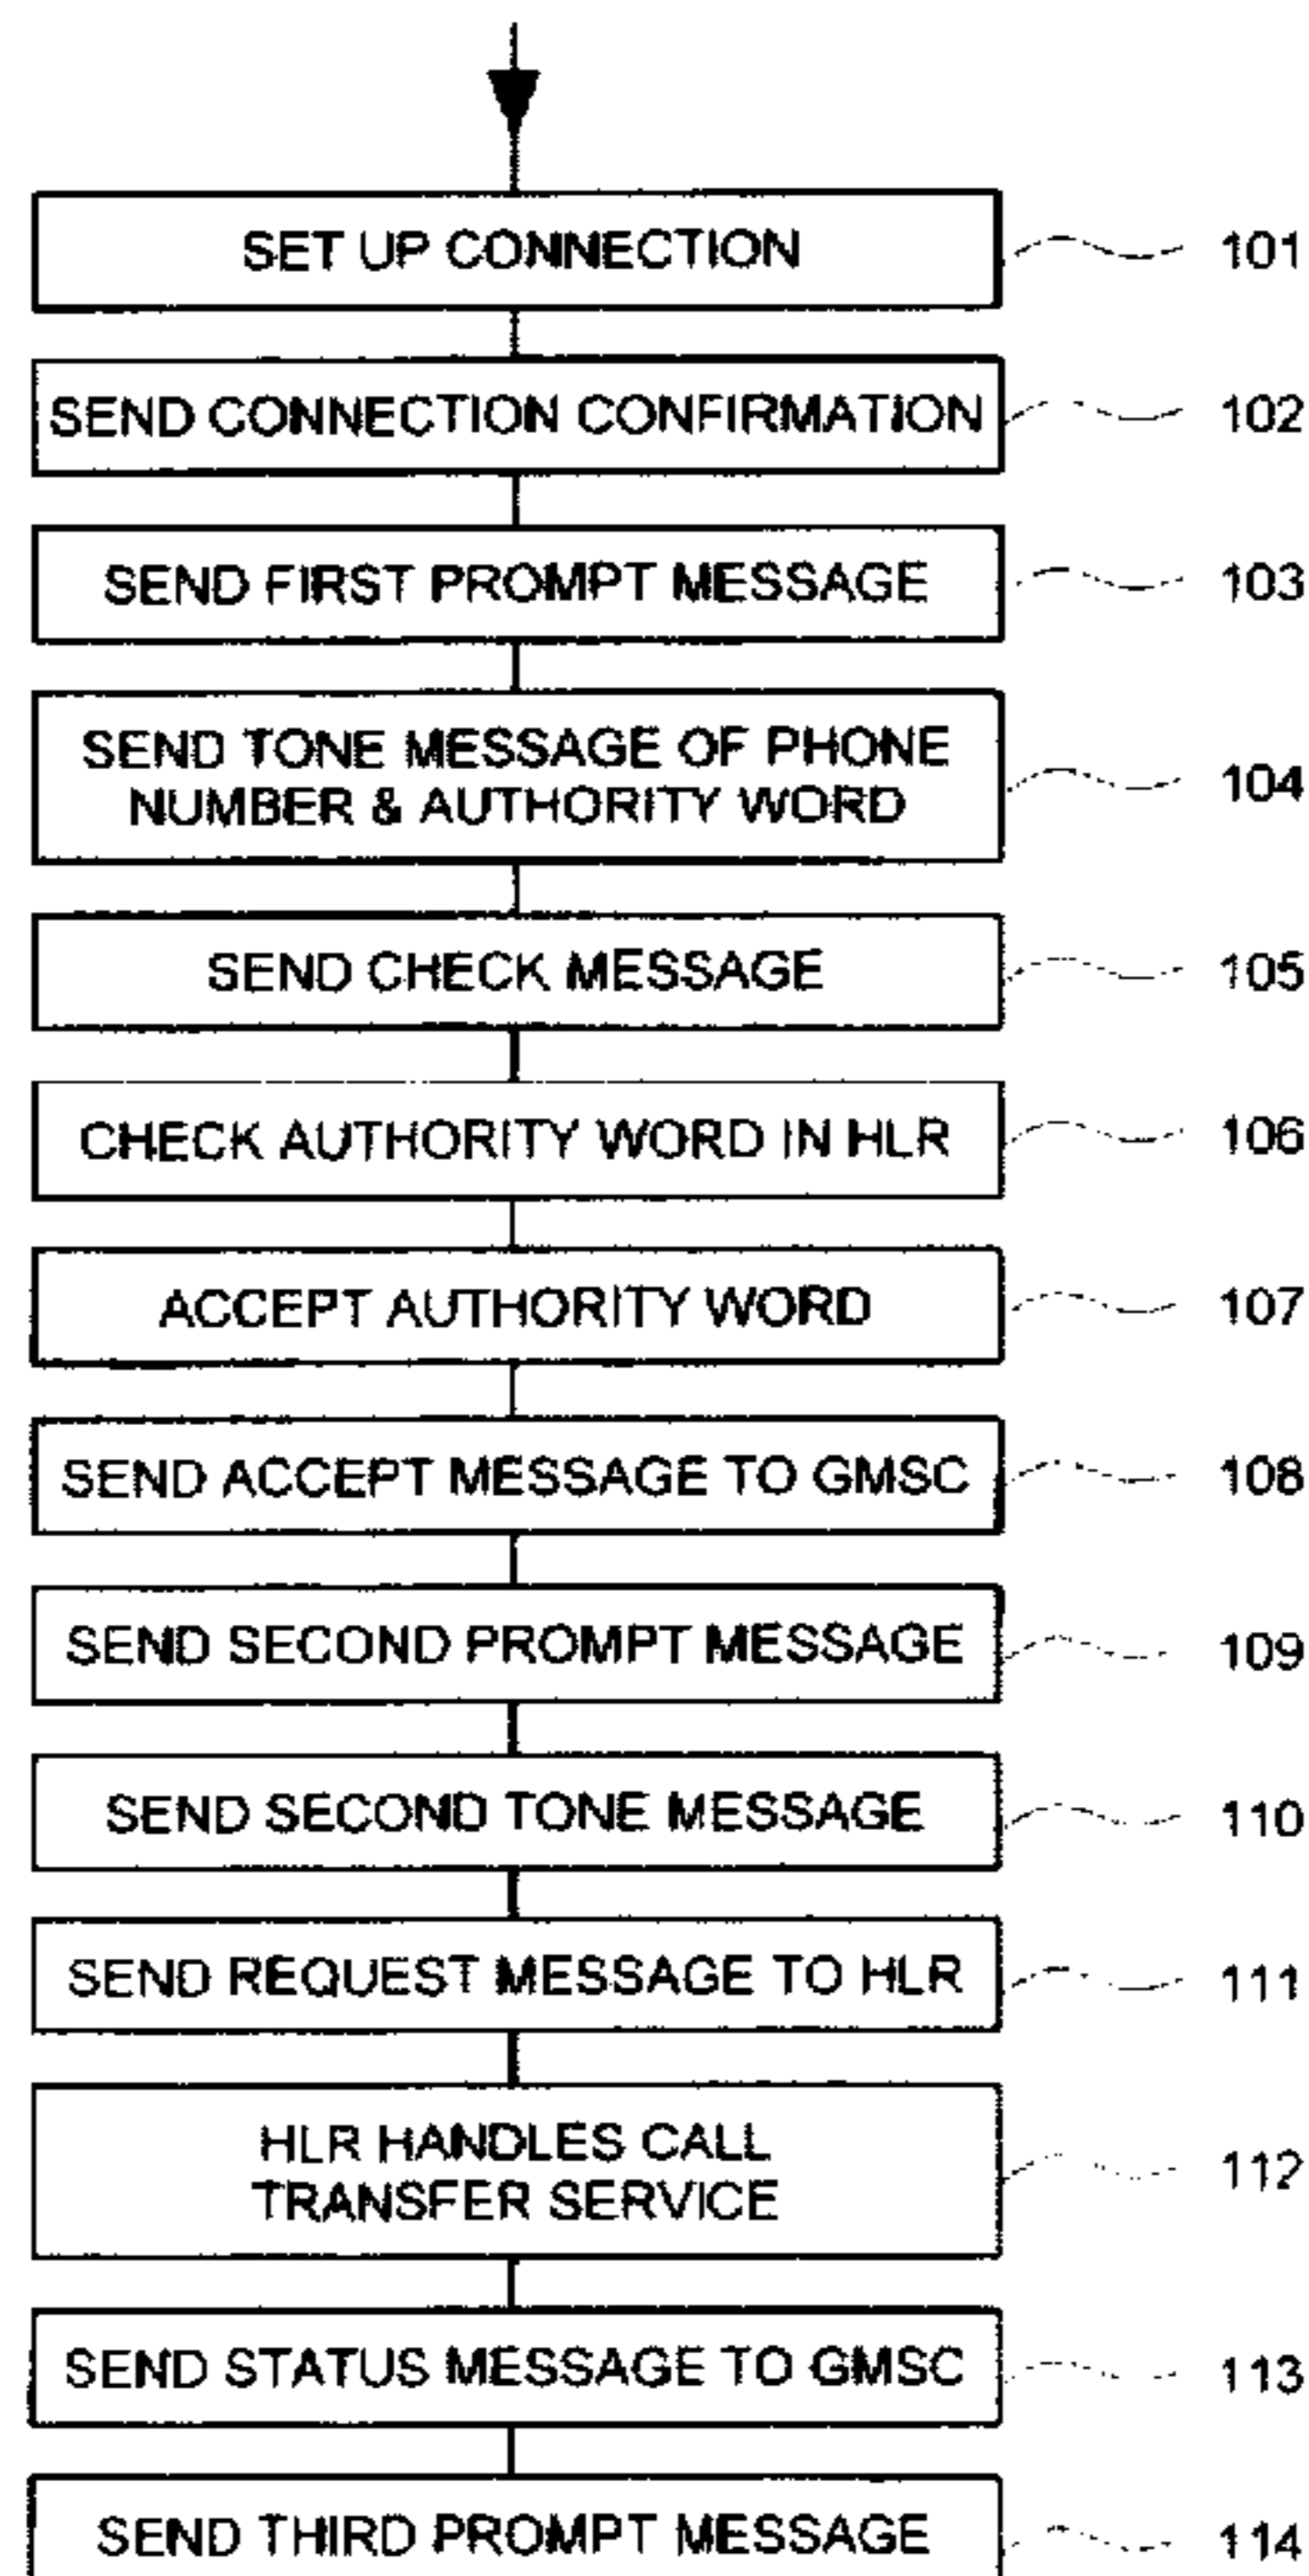 SET UP CONNECTION 101
SEND CONNECTION CONFIRMATION 102
SEND FIRST PROMPT MESSAGE 103
SEND TONE MESSAGE OF PHONE
NUMBER & AUTHORITY WORD 104
SEND CHECK MESSAGE 105
CHECK AUTHORITY WORD IN HLR 106
ACCEPT AUTHORITY WORD 107
SEND ACCEPT MESSAGE TO GMSC 108
SEND SECOND PROMPT MESSAGE 109
SEND SECOND TONE MESSAGE 110
SEND REQUEST MESSAGE TO HLR 111
HLR HANDLES CALL
TRANSFER SERVICE 112
SEND STATUS MESSAGE TO GMSC 113
SEND THIRD PROMPT MESSAGE 114